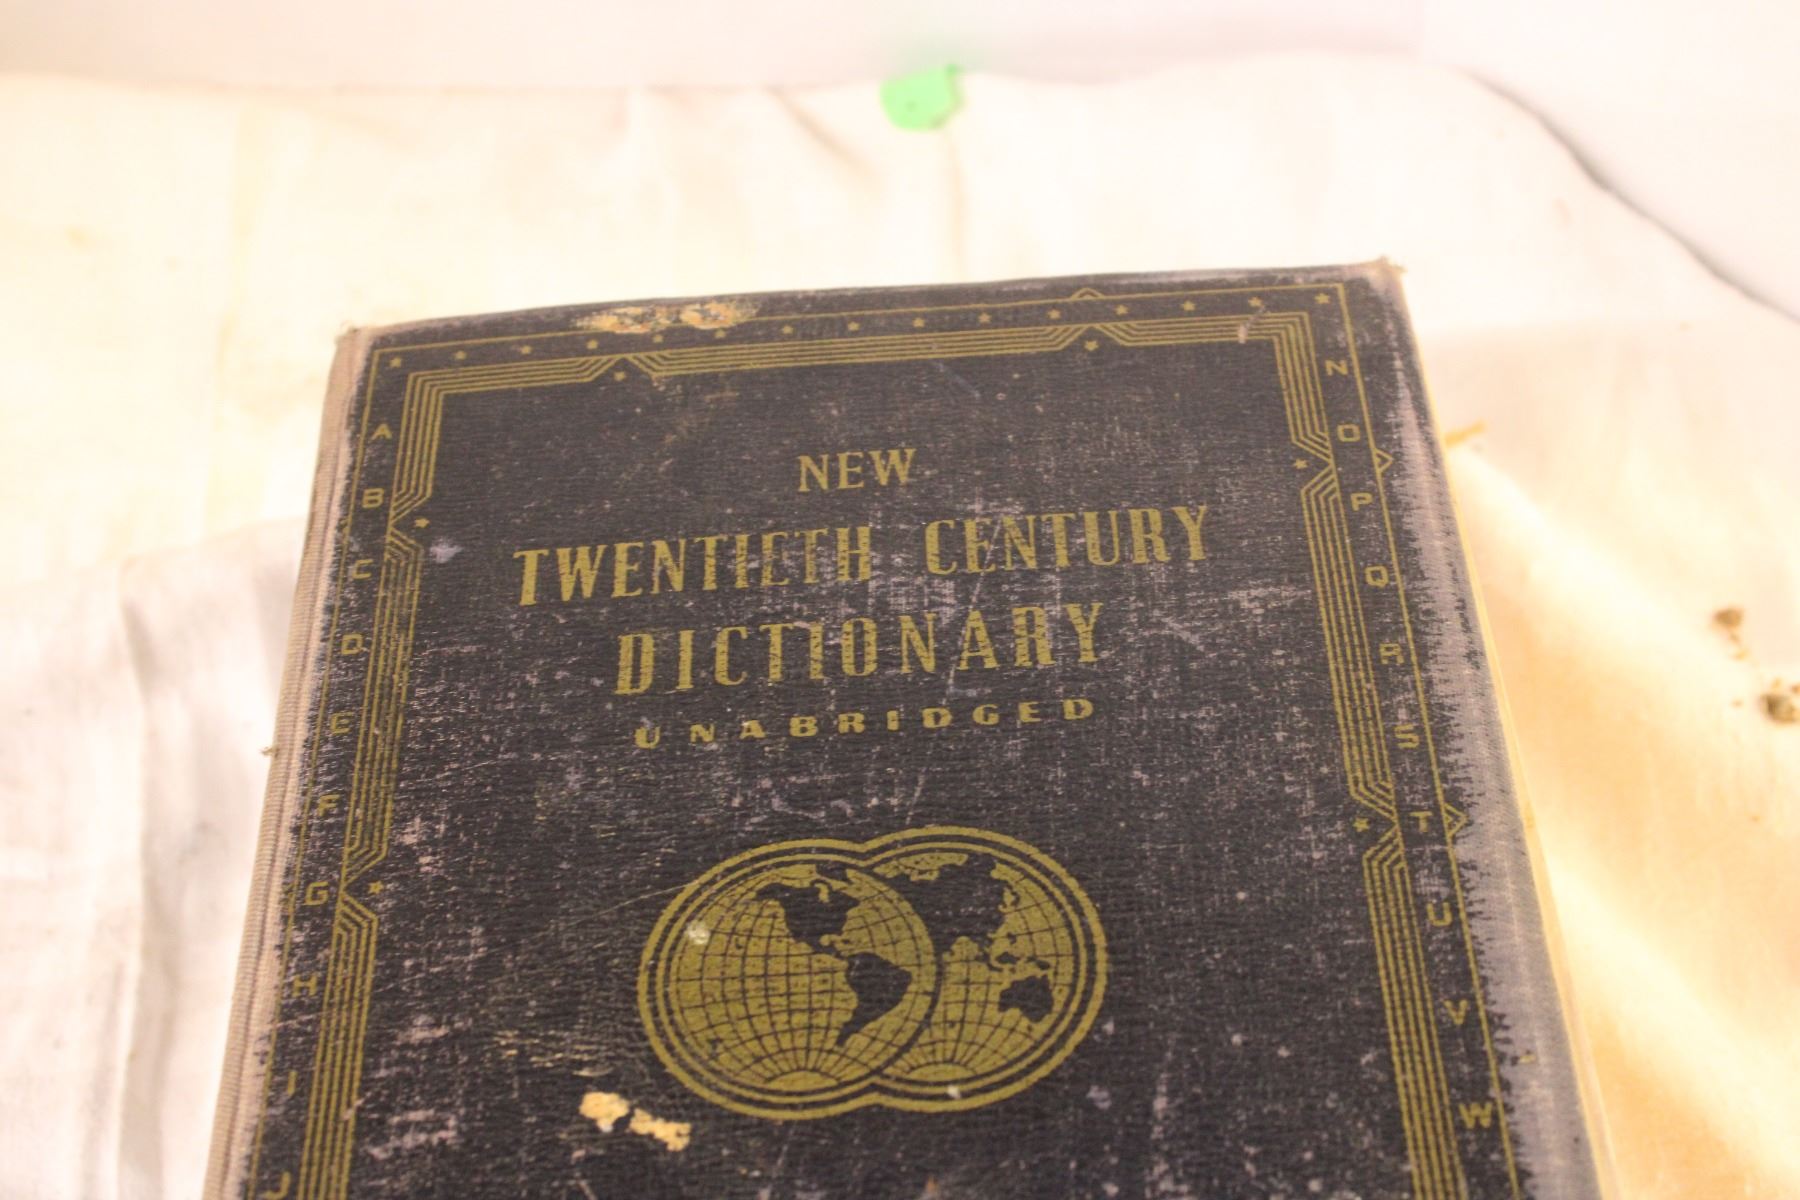 NEW
TWENTIETH CENTURY
DICTIONARY
UNABRIDGED
A
B
C
D
E
F
G
H
I
J
N
O
P
Q
R
S
T
U
V
W